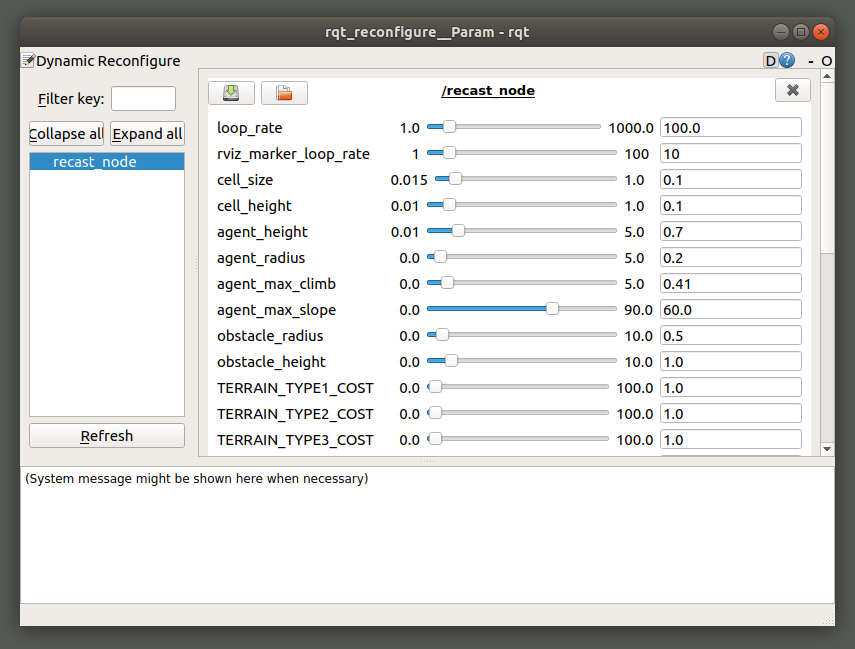 rqt_reconfigure__Param - rqt
Dynamic Reconfigure
D ? - O
Filter key:
Collapse all Expand all
recast_node
Refresh
/recast_node
loop_rate 1.0 1000.0 100.0
rviz_marker_loop_rate 1 100 10
cell_size 0.015 1.0 0.1
cell_height 0.01 1.0 0.1
agent_height 0.01 5.0 0.7
agent_radius 0.0 5.0 0.2
agent_max_climb 0.0 5.0 0.41
agent_max_slope 0.0 90.0 60.0
obstacle_radius 0.0 10.0 0.5
obstacle_height 0.0 10.0 1.0
TERRAIN_TYPE1_COST 0.0 100.0 1.0
TERRAIN_TYPE2_COST 0.0 100.0 1.0
TERRAIN_TYPE3_COST 0.0 100.0 1.0
(System message might be shown here when necessary)